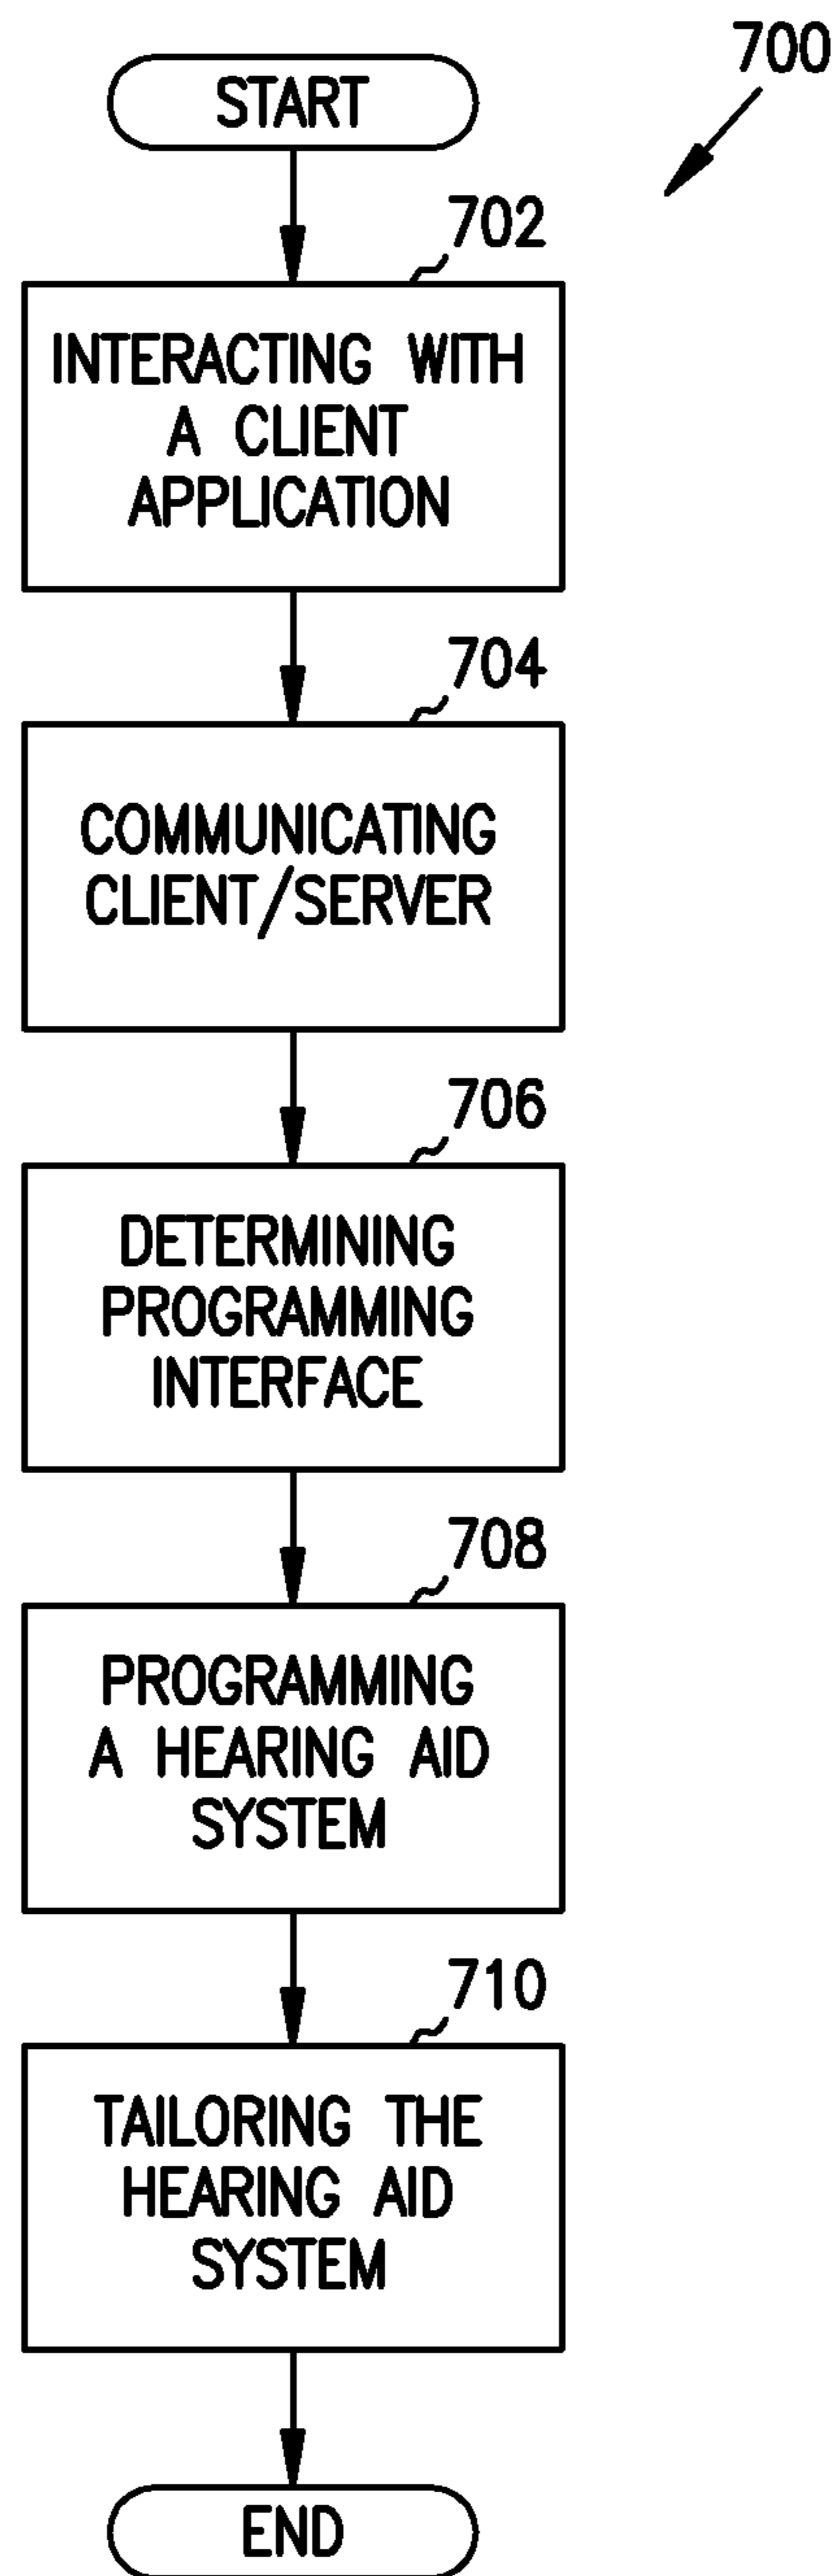 700
START
702
INTERACTING WITH
A CLIENT
APPLICATION
704
COMMUNICATING
CLIENT/SERVER
706
DETERMINING
PROGRAMMING
INTERFACE
708
PROGRAMMING
A HEARING AID
SYSTEM
710
TAILORING THE
HEARING AID
SYSTEM
END